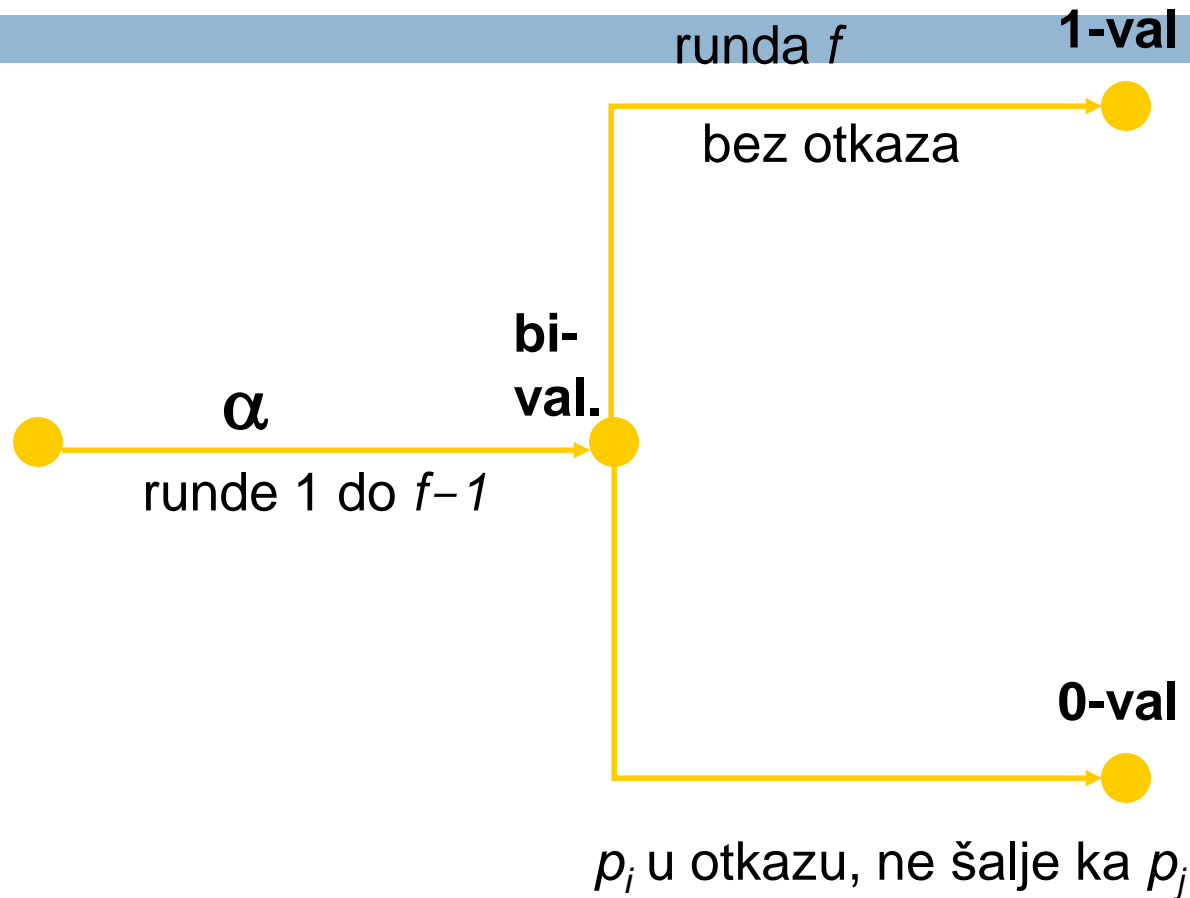 runda f
1-val
bez otkaza
bi-
val.
α
runde 1 do f−1
0-val
pi u otkazu, ne šalje ka pj